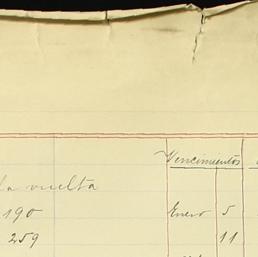 Vencimientos
la vuelta
190 Enero 5
259 11